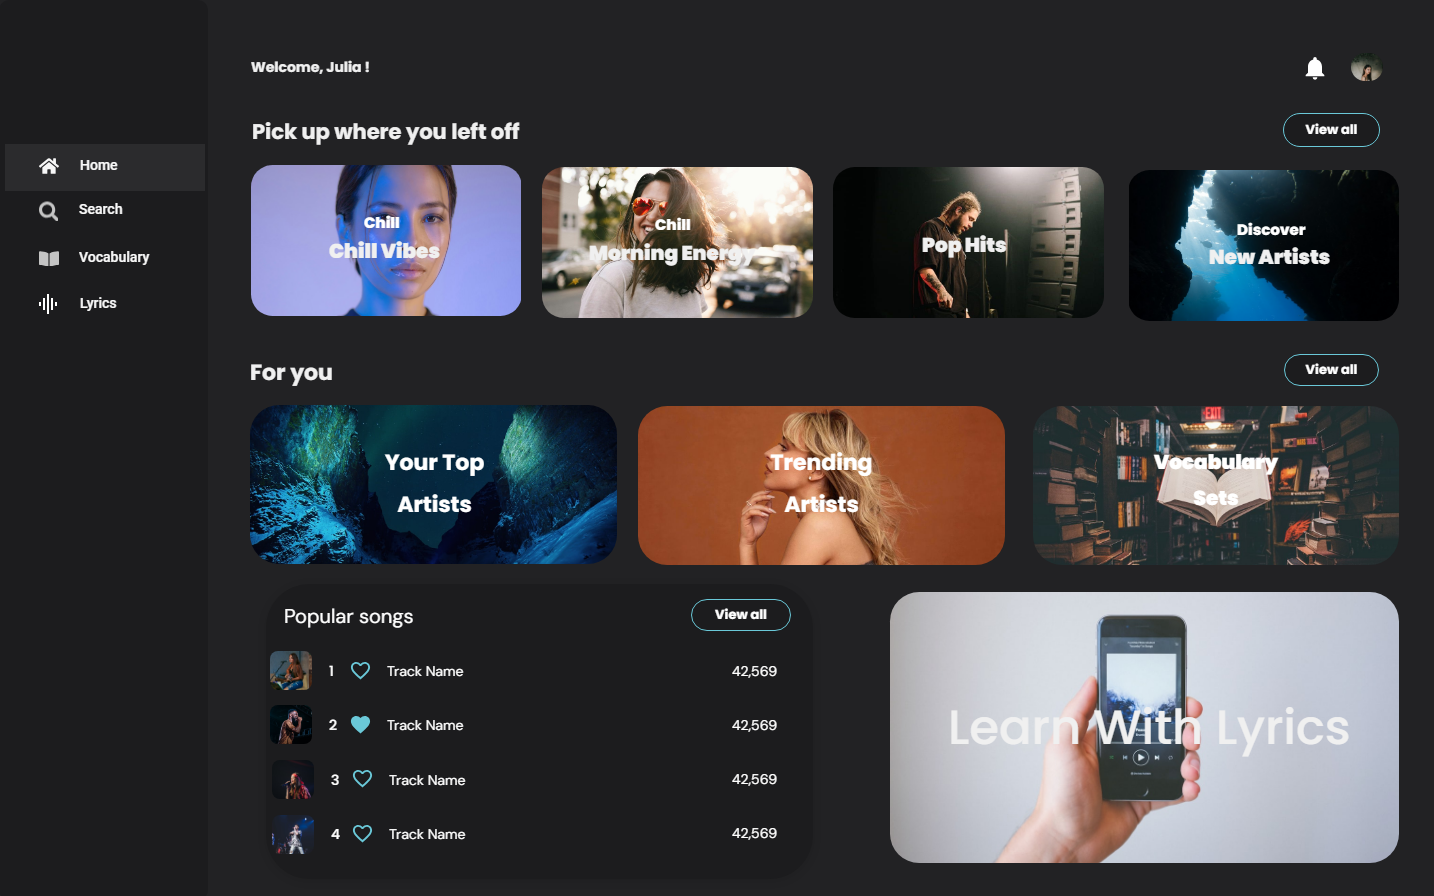 Welcome, Julia !
Home
Search
Vocabulary
Lyrics
Pick up where you left off
View all
Chill
Chill Vibes
Chill
Morning Energy
Pop Hits
Discover
New Artists
For you
View all
Your Top
Artists
Trending
Artists
EXIT
Vocabulary
Sets
Popular songs
View all
1 Track Name 42,569
2 Track Name 42,569
3 Track Name 42,569
4 Track Name 42,569
Learn With Lyrics